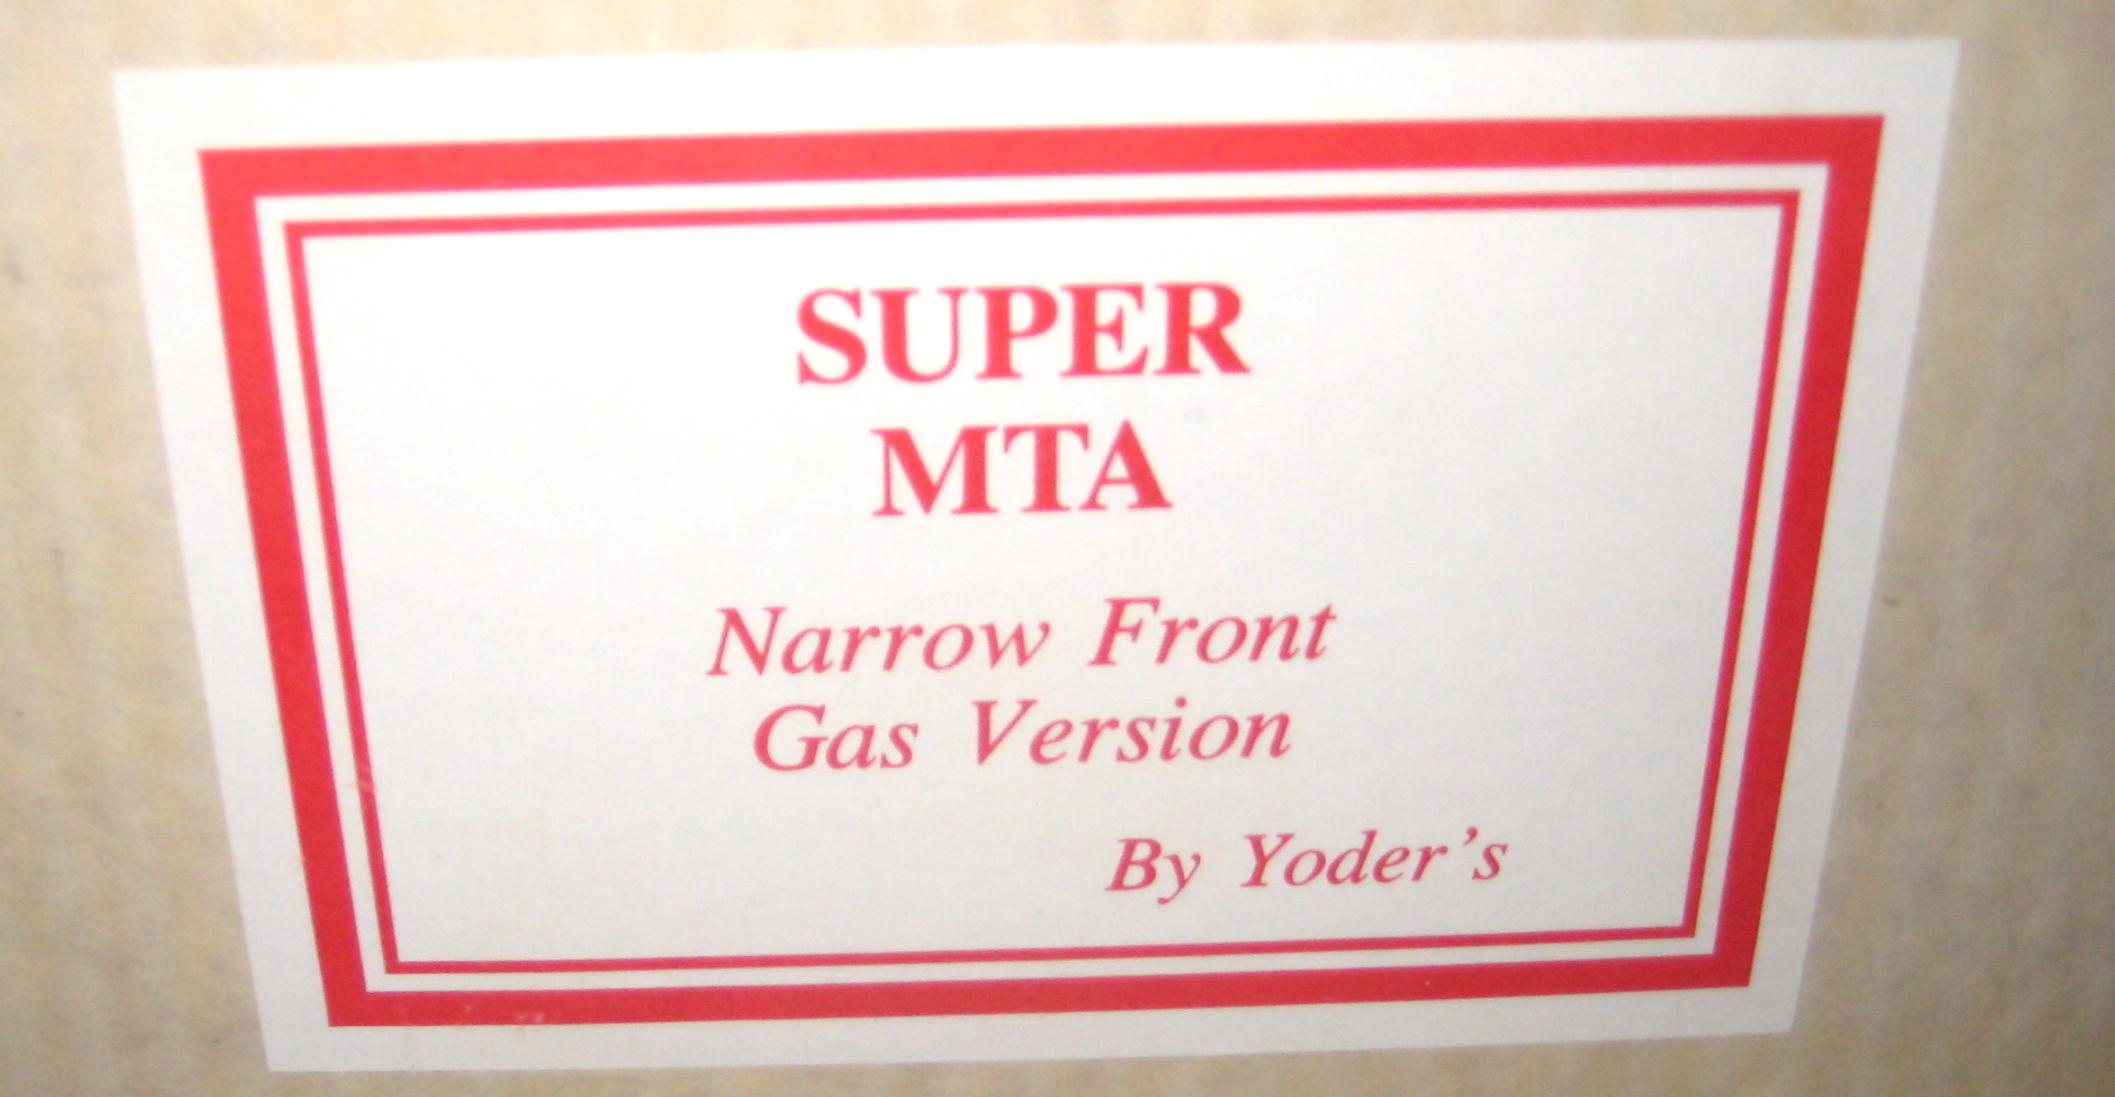 SUPER
MTA
Narrow Front
Gas Version
By Yoder's